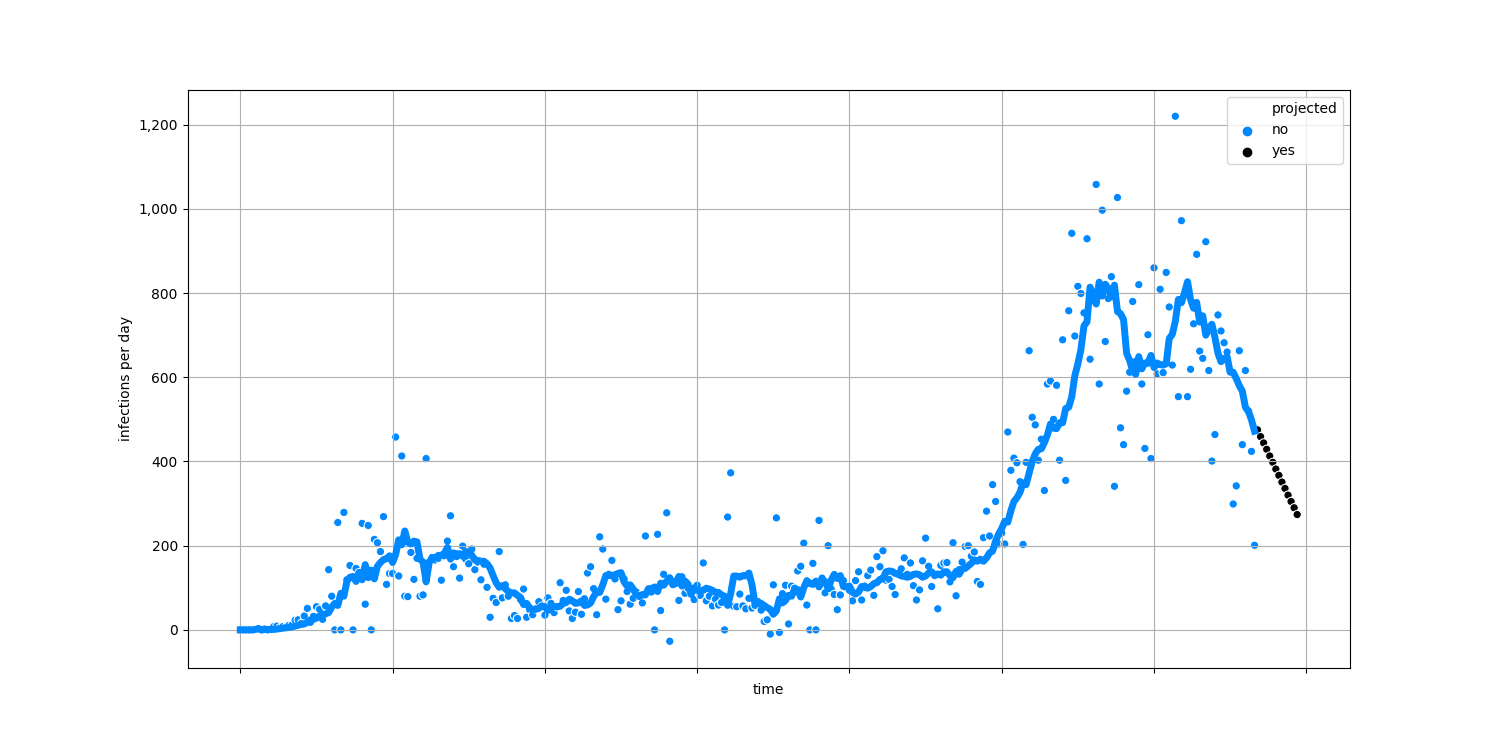 1,200
1,000
800
600
400
200
0
infections per day
time
projected
no
yes